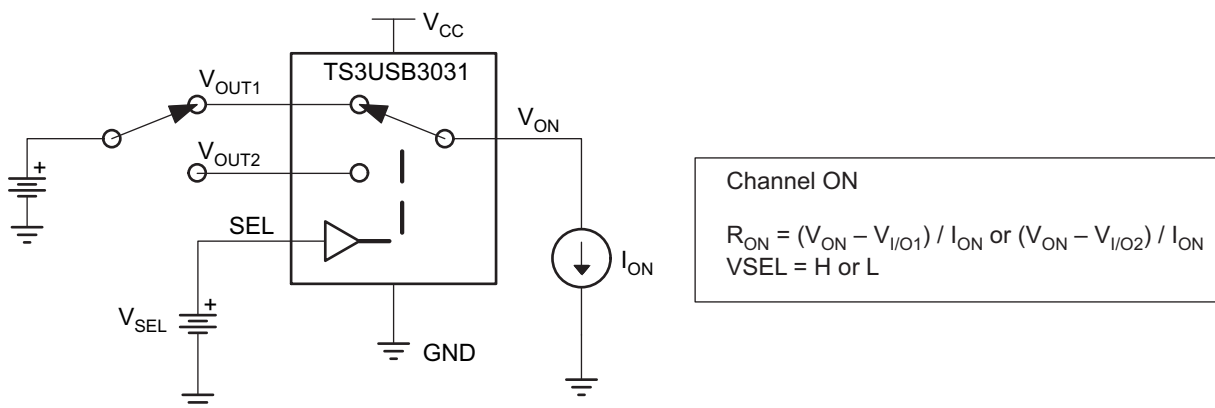 V_CC
TS3USB3031
V_OUT1
V_ON
V_OUT2
SEL
+
I_ON
V_SEL
+
GND
Channel ON
R_ON = (V_ON – V_I/O1) / I_ON or (V_ON – V_I/O2) / I_ON
VSEL = H or L